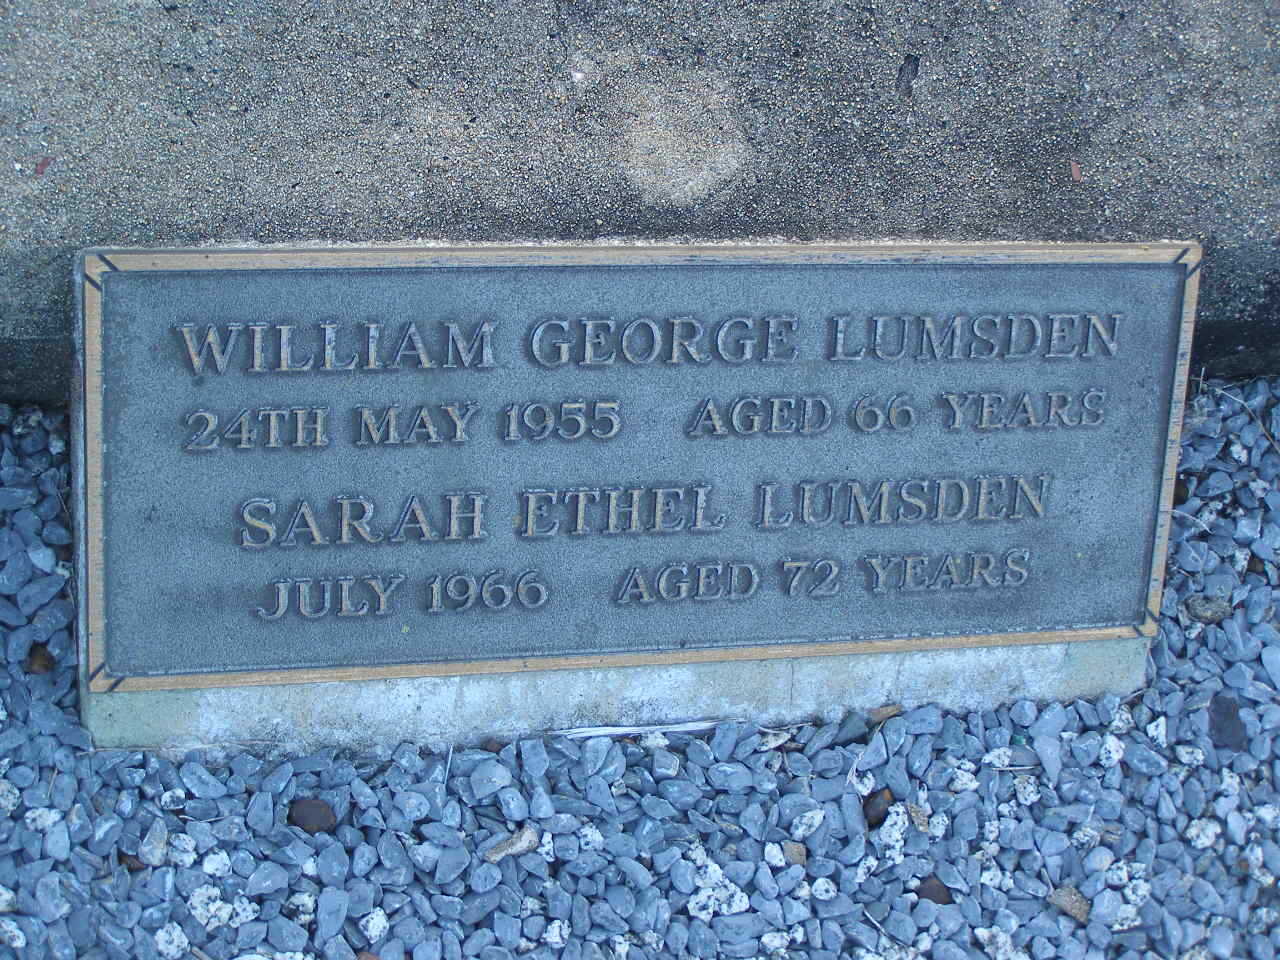 WILLIAM GEORGE LUMSDEN
24TH MAY 1955 AGED 66 YEARS
SARAH ETHEL LUMSDEN
JULY 1966 AGED 72 YEARS